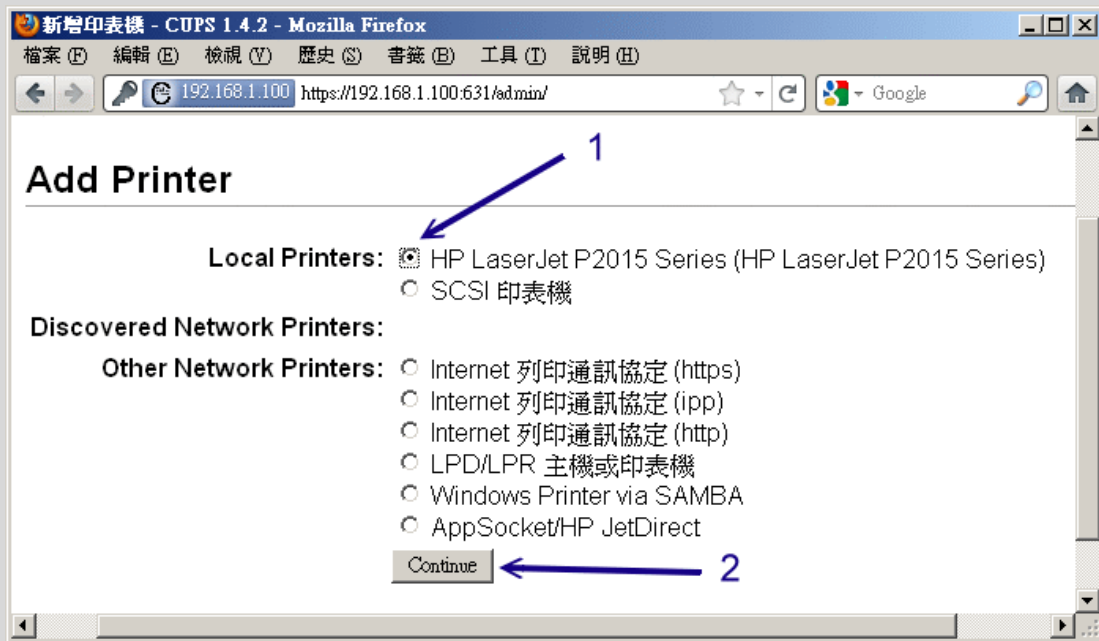 新增印表機 - CUPS 1.4.2 - Mozilla Firefox
檔案(F) 編輯(E) 檢視(V) 歷史(S) 書籤(B) 工具(T) 說明(H)
192.168.1.100 https://192.168.1.100:631/admin/ Google
1
Add Printer
Local Printers: HP LaserJet P2015 Series (HP LaserJet P2015 Series)
SCSI 印表機
Discovered Network Printers:
Other Network Printers: Internet 列印通訊協定 (https)
Internet 列印通訊協定 (ipp)
Internet 列印通訊協定 (http)
LPD/LPR 主機或印表機
Windows Printer via SAMBA
AppSocket/HP JetDirect
Continue 2